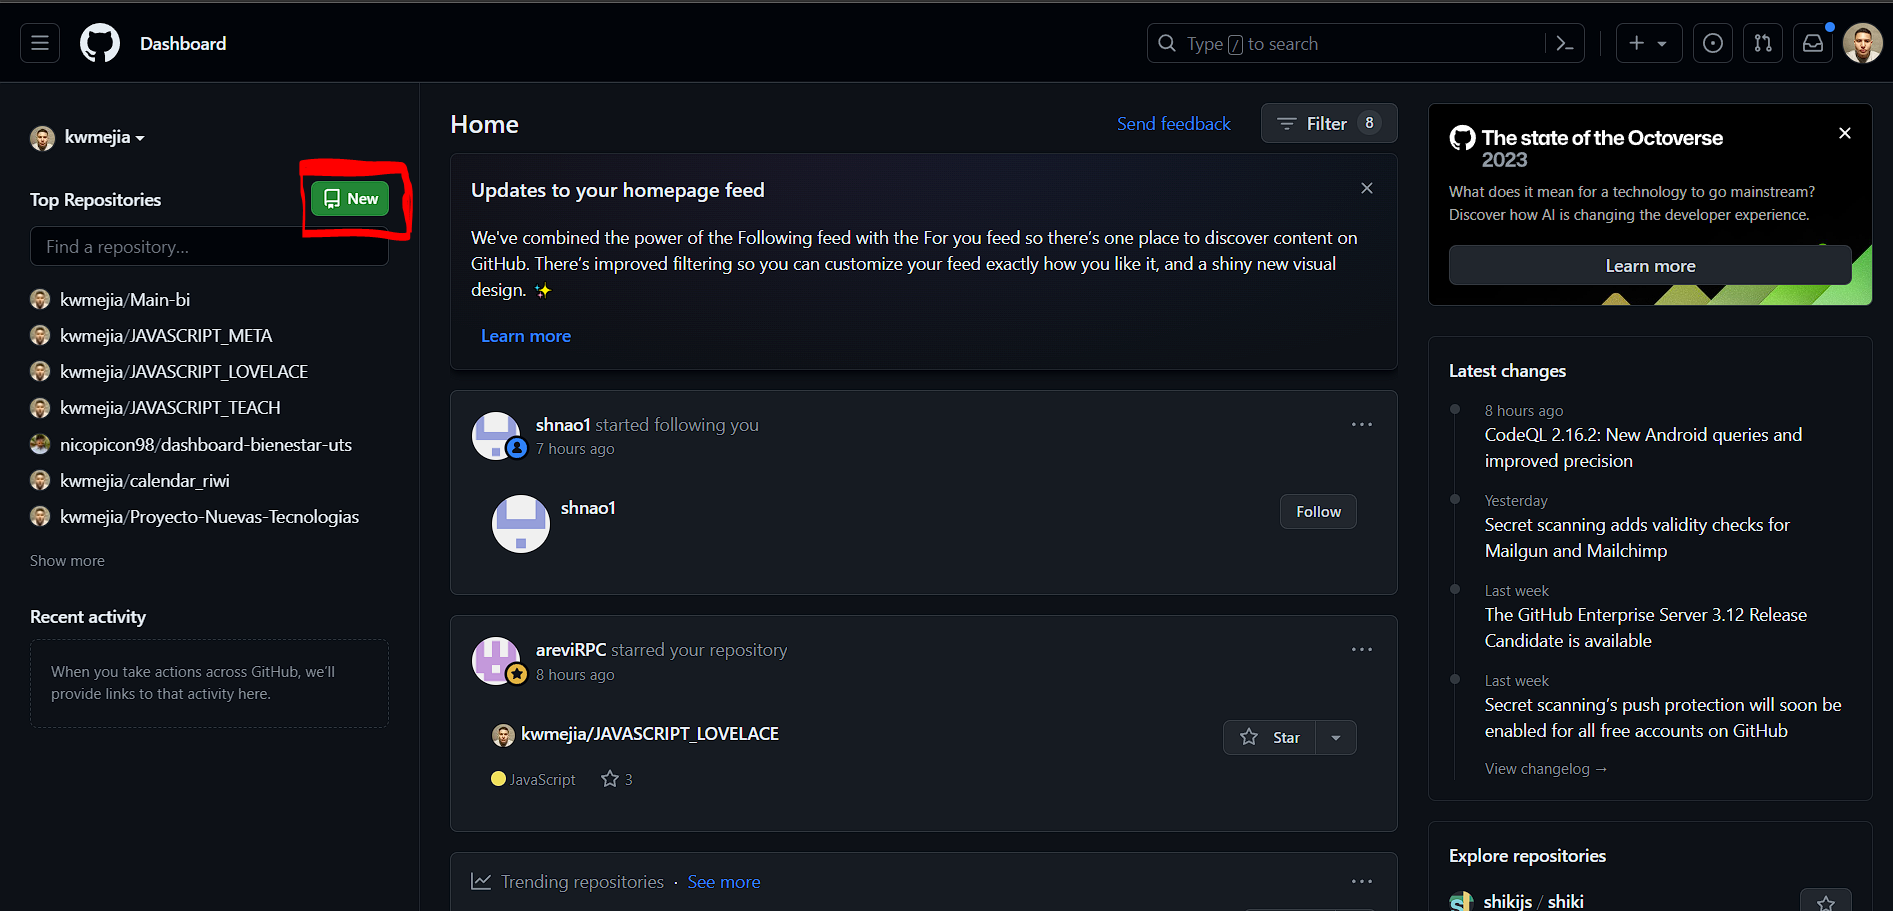 Dashboard
Type / to search
kwmejia
Top Repositories
New
Find a repository...
kwmejia/Main-bi
kwmejia/JAVASCRIPT_META
kwmejia/JAVASCRIPT_LOVELACE
kwmejia/JAVASCRIPT_TEACH
nicopicon98/dashboard-bienestar-uts
kwmejia/calendar_riwi
kwmejia/Proyecto-Nuevas-Tecnologias
Show more
Recent activity
When you take actions across GitHub, we'll
provide links to that activity here.
Home
Send feedback
Filter 8
Updates to your homepage feed
We've combined the power of the Following feed with the For you feed so there's one place to discover content on
GitHub. There's improved filtering so you can customize your feed exactly how you like it, and a shiny new visual
design. ✨
Learn more
shnao1 started following you
7 hours ago
shnao1
Follow
areviRPC starred your repository
8 hours ago
kwmejia/JAVASCRIPT_LOVELACE
Star
JavaScript 3
Trending repositories · See more
The state of the Octoverse
2023
What does it mean for a technology to go mainstream?
Discover how AI is changing the developer experience.
Learn more
Latest changes
8 hours ago
CodeQL 2.16.2: New Android queries and
improved precision
Yesterday
Secret scanning adds validity checks for
Mailgun and Mailchimp
Last week
The GitHub Enterprise Server 3.12 Release
Candidate is available
Last week
Secret scanning's push protection will soon be
enabled for all free accounts on GitHub
View changelog →
Explore repositories
shikijs / shiki